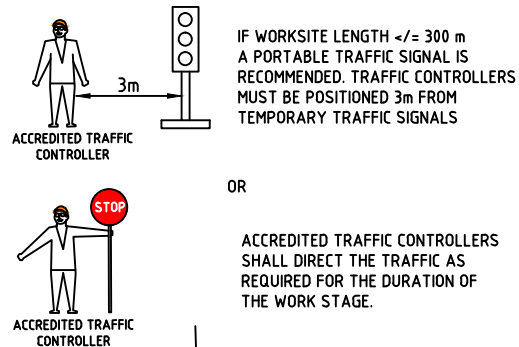 IF WORKSITE LENGTH </= 300 m
A PORTABLE TRAFFIC SIGNAL IS
RECOMMENDED. TRAFFIC CONTROLLERS
MUST BE POSITIONED 3m FROM
TEMPORARY TRAFFIC SIGNALS
3m
ACCREDITED TRAFFIC
CONTROLLER
OR
STOP
ACCREDITED TRAFFIC CONTROLLERS
SHALL DIRECT THE TRAFFIC AS
REQUIRED FOR THE DURATION OF
THE WORK STAGE.
ACCREDITED TRAFFIC
CONTROLLER